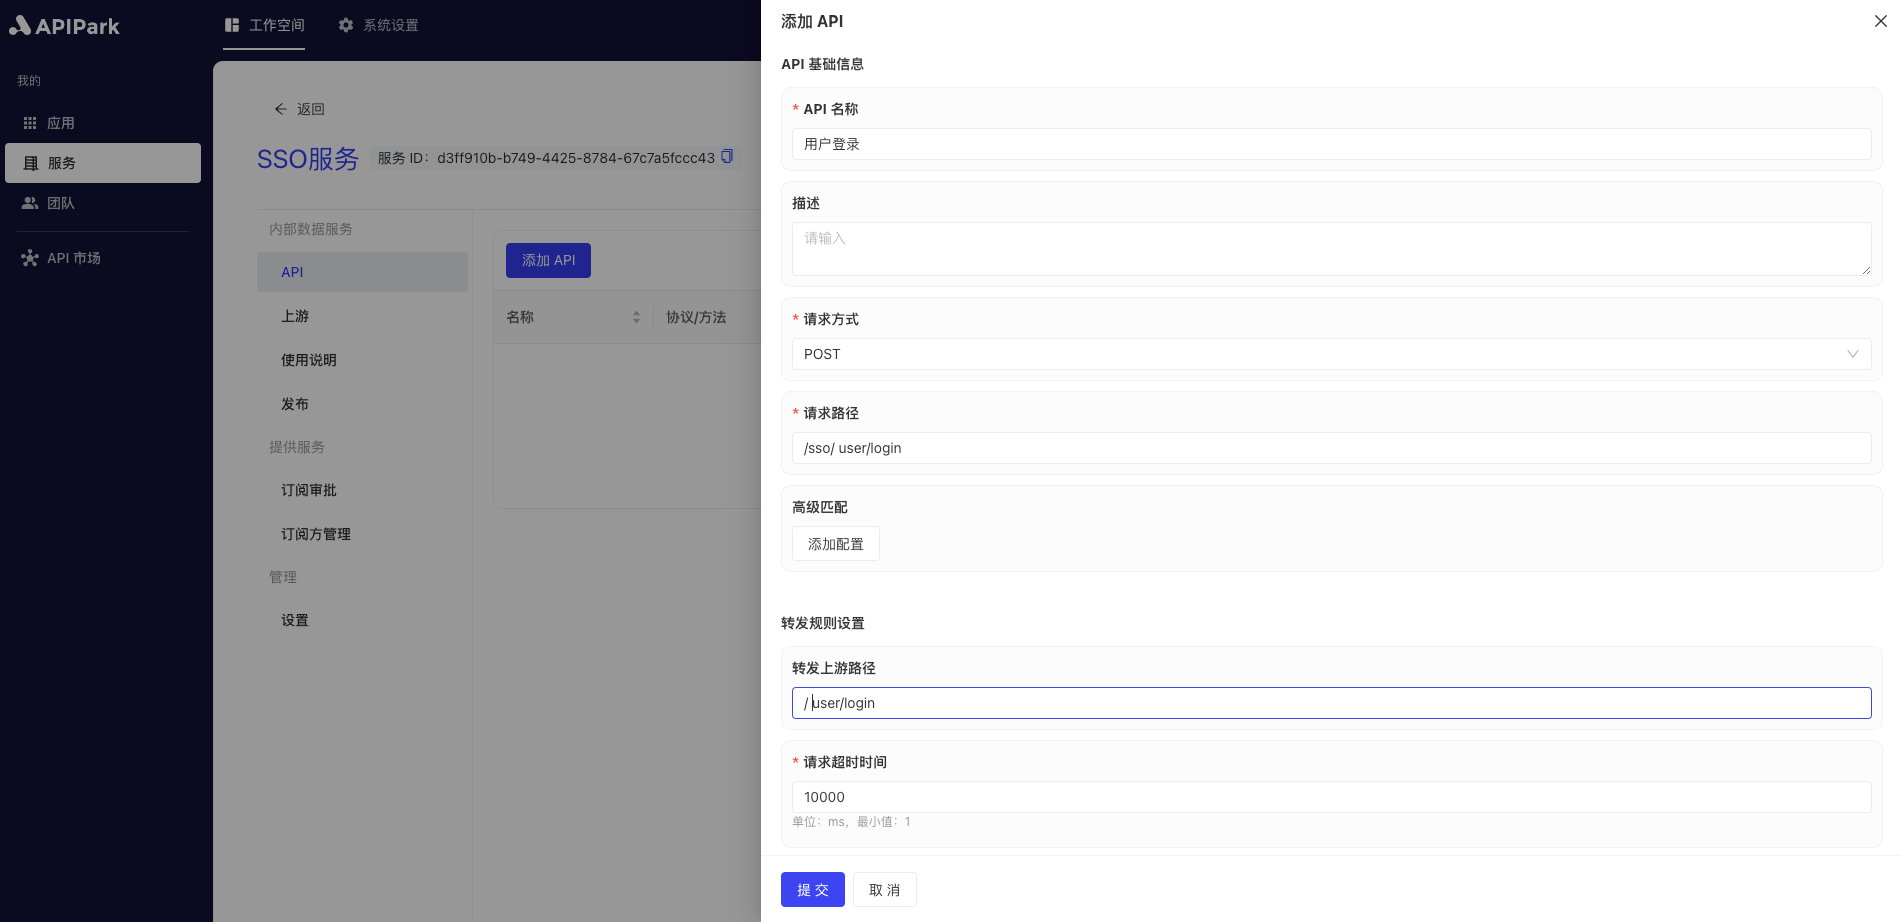 APIPark
工作空间
系统设置
我的
应用
服务
团队
API 市场
返回
SSO服务
服务 ID：d3ff910b-b749-4425-8784-67c7a5fccc43
内部数据服务
API
上游
使用说明
发布
提供服务
订阅审批
订阅方管理
管理
设置
添加 API
名称
协议/方法
添加 API
API 基础信息
* API 名称
用户登录
描述
请输入
* 请求方式
POST
* 请求路径
/sso/ user/login
高级匹配
添加配置
转发规则设置
转发上游路径
/ user/login
* 请求超时时间
10000
单位：ms，最小值：1
提 交
取 消